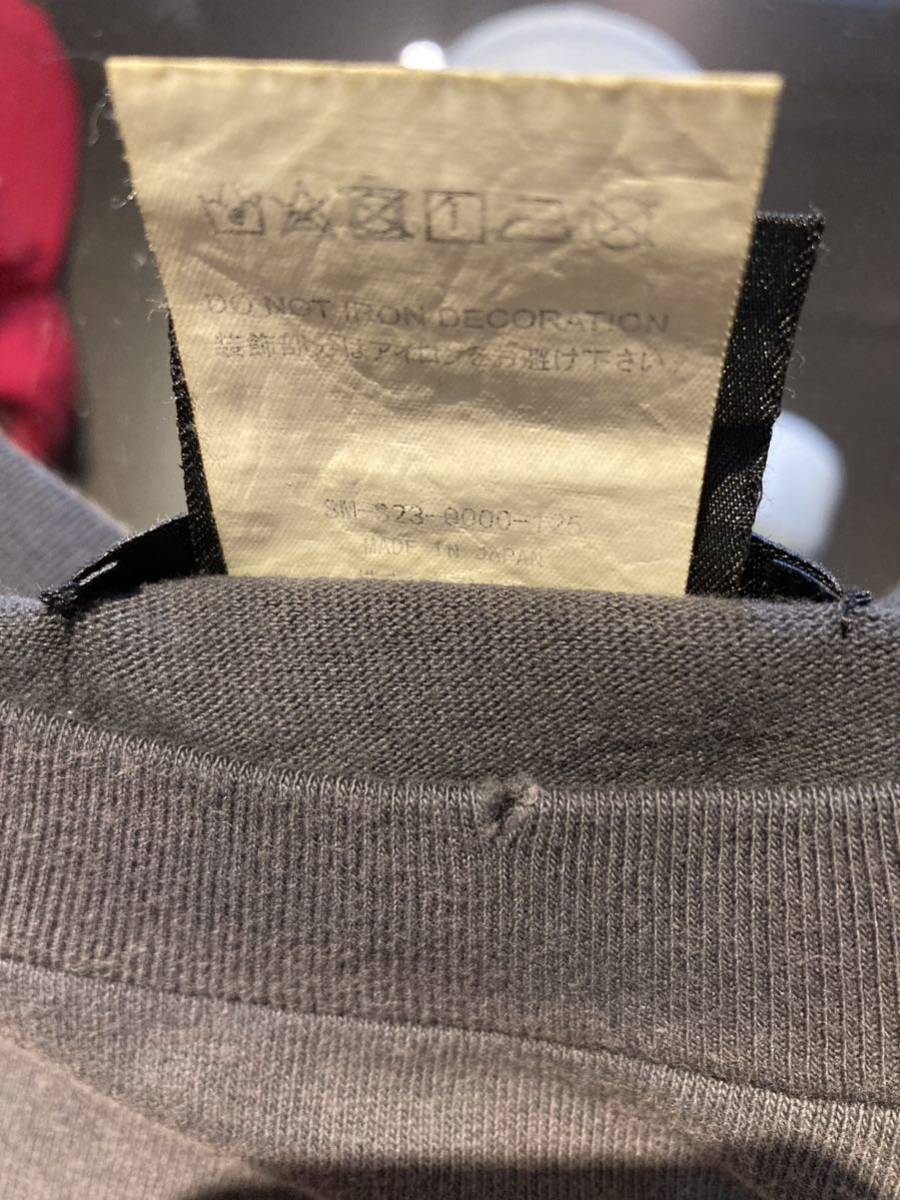 DO NOT IRON DECORATION
装飾部分はアイロンをお避け下さい。
SM-S23-0000-125
MADE IN JAPAN